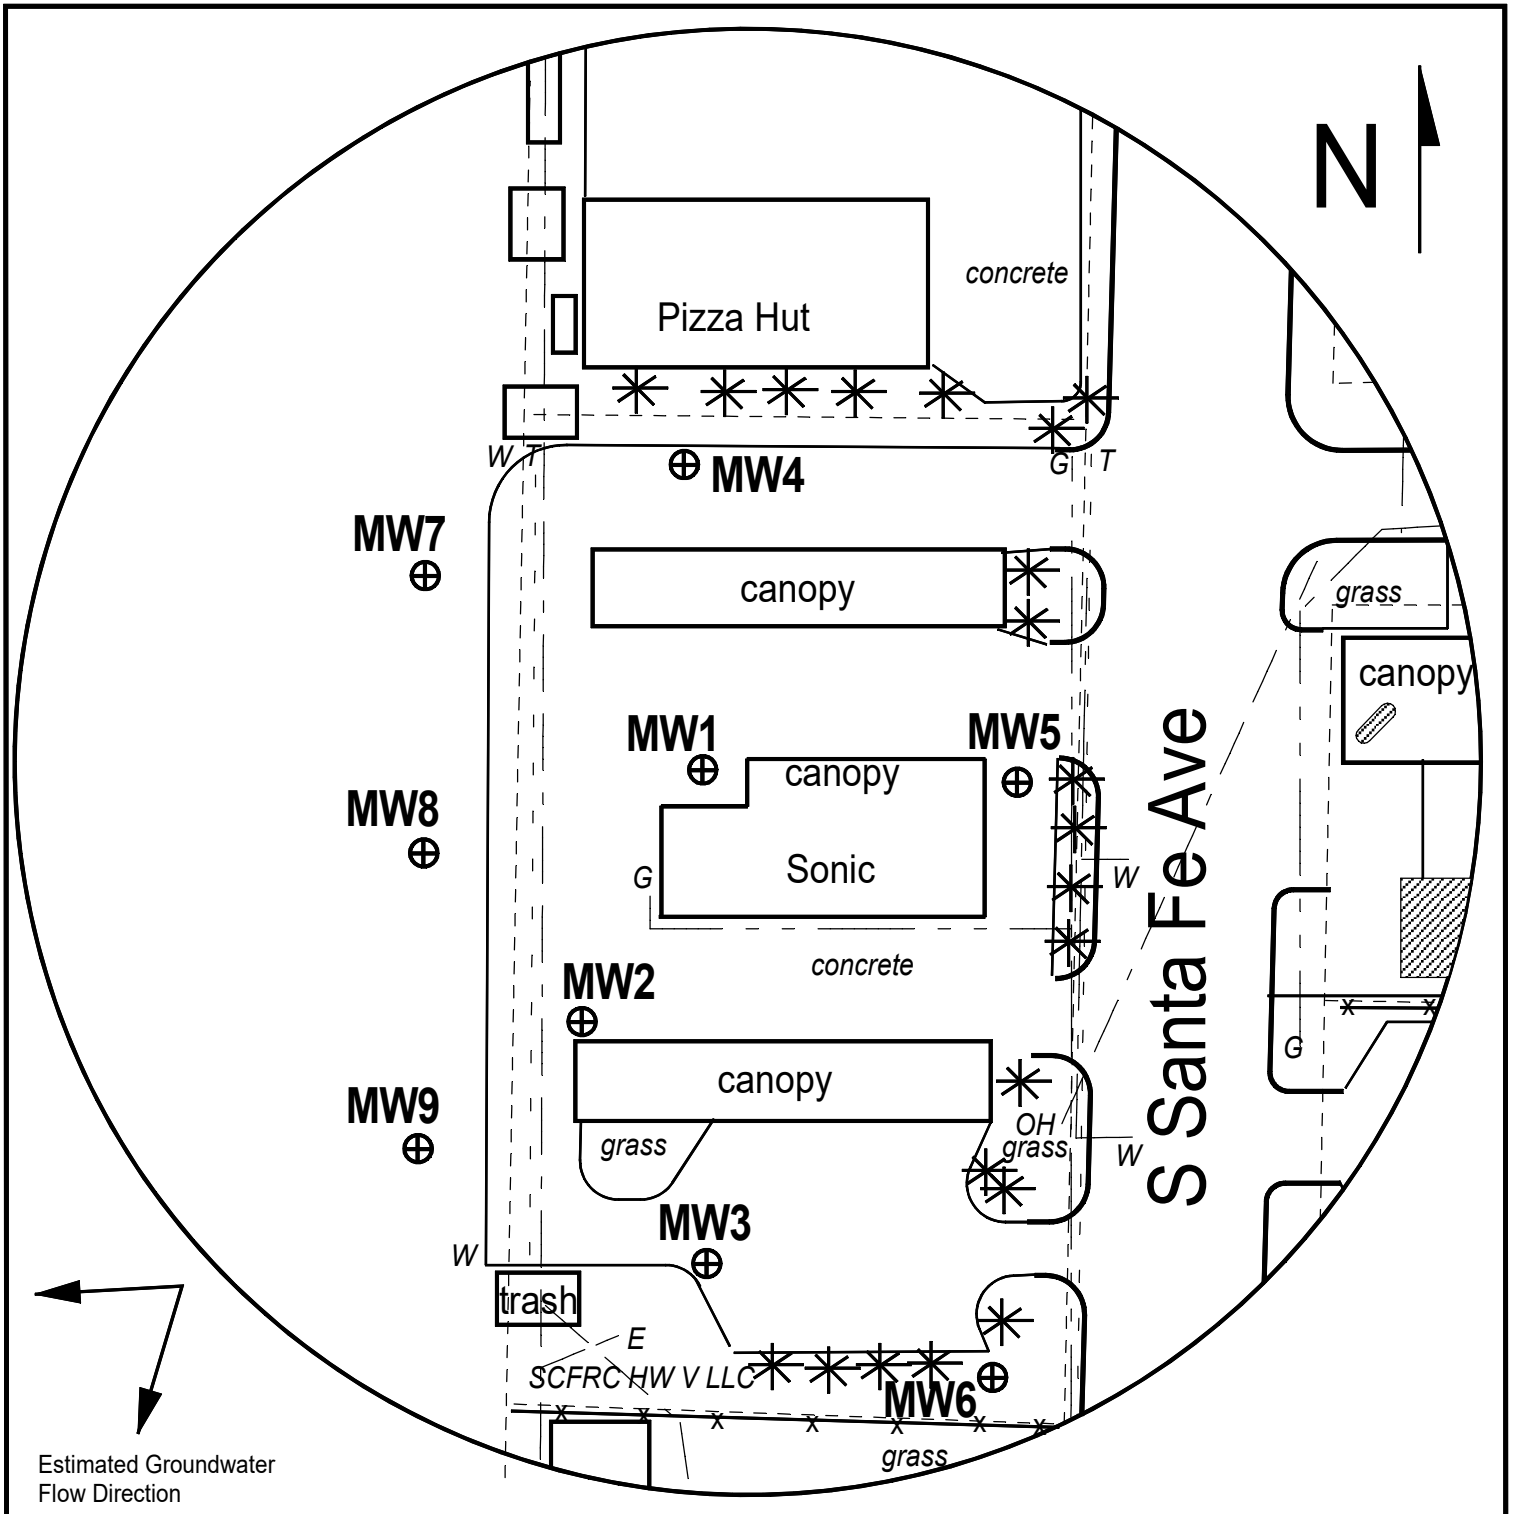 N
concrete
Pizza Hut
W T
G T
MW4
MW7
canopy
grass
canopy
MW1
MW5
canopy
MW8
S Santa Fe Ave
Sonic
G
W
concrete
MW2
X X
G
canopy
MW9
OH
grass
grass
W
MW3
W
trash
E
SCFRC HW V LLC
MW6
X X X X X X X
grass
Estimated Groundwater
Flow Direction